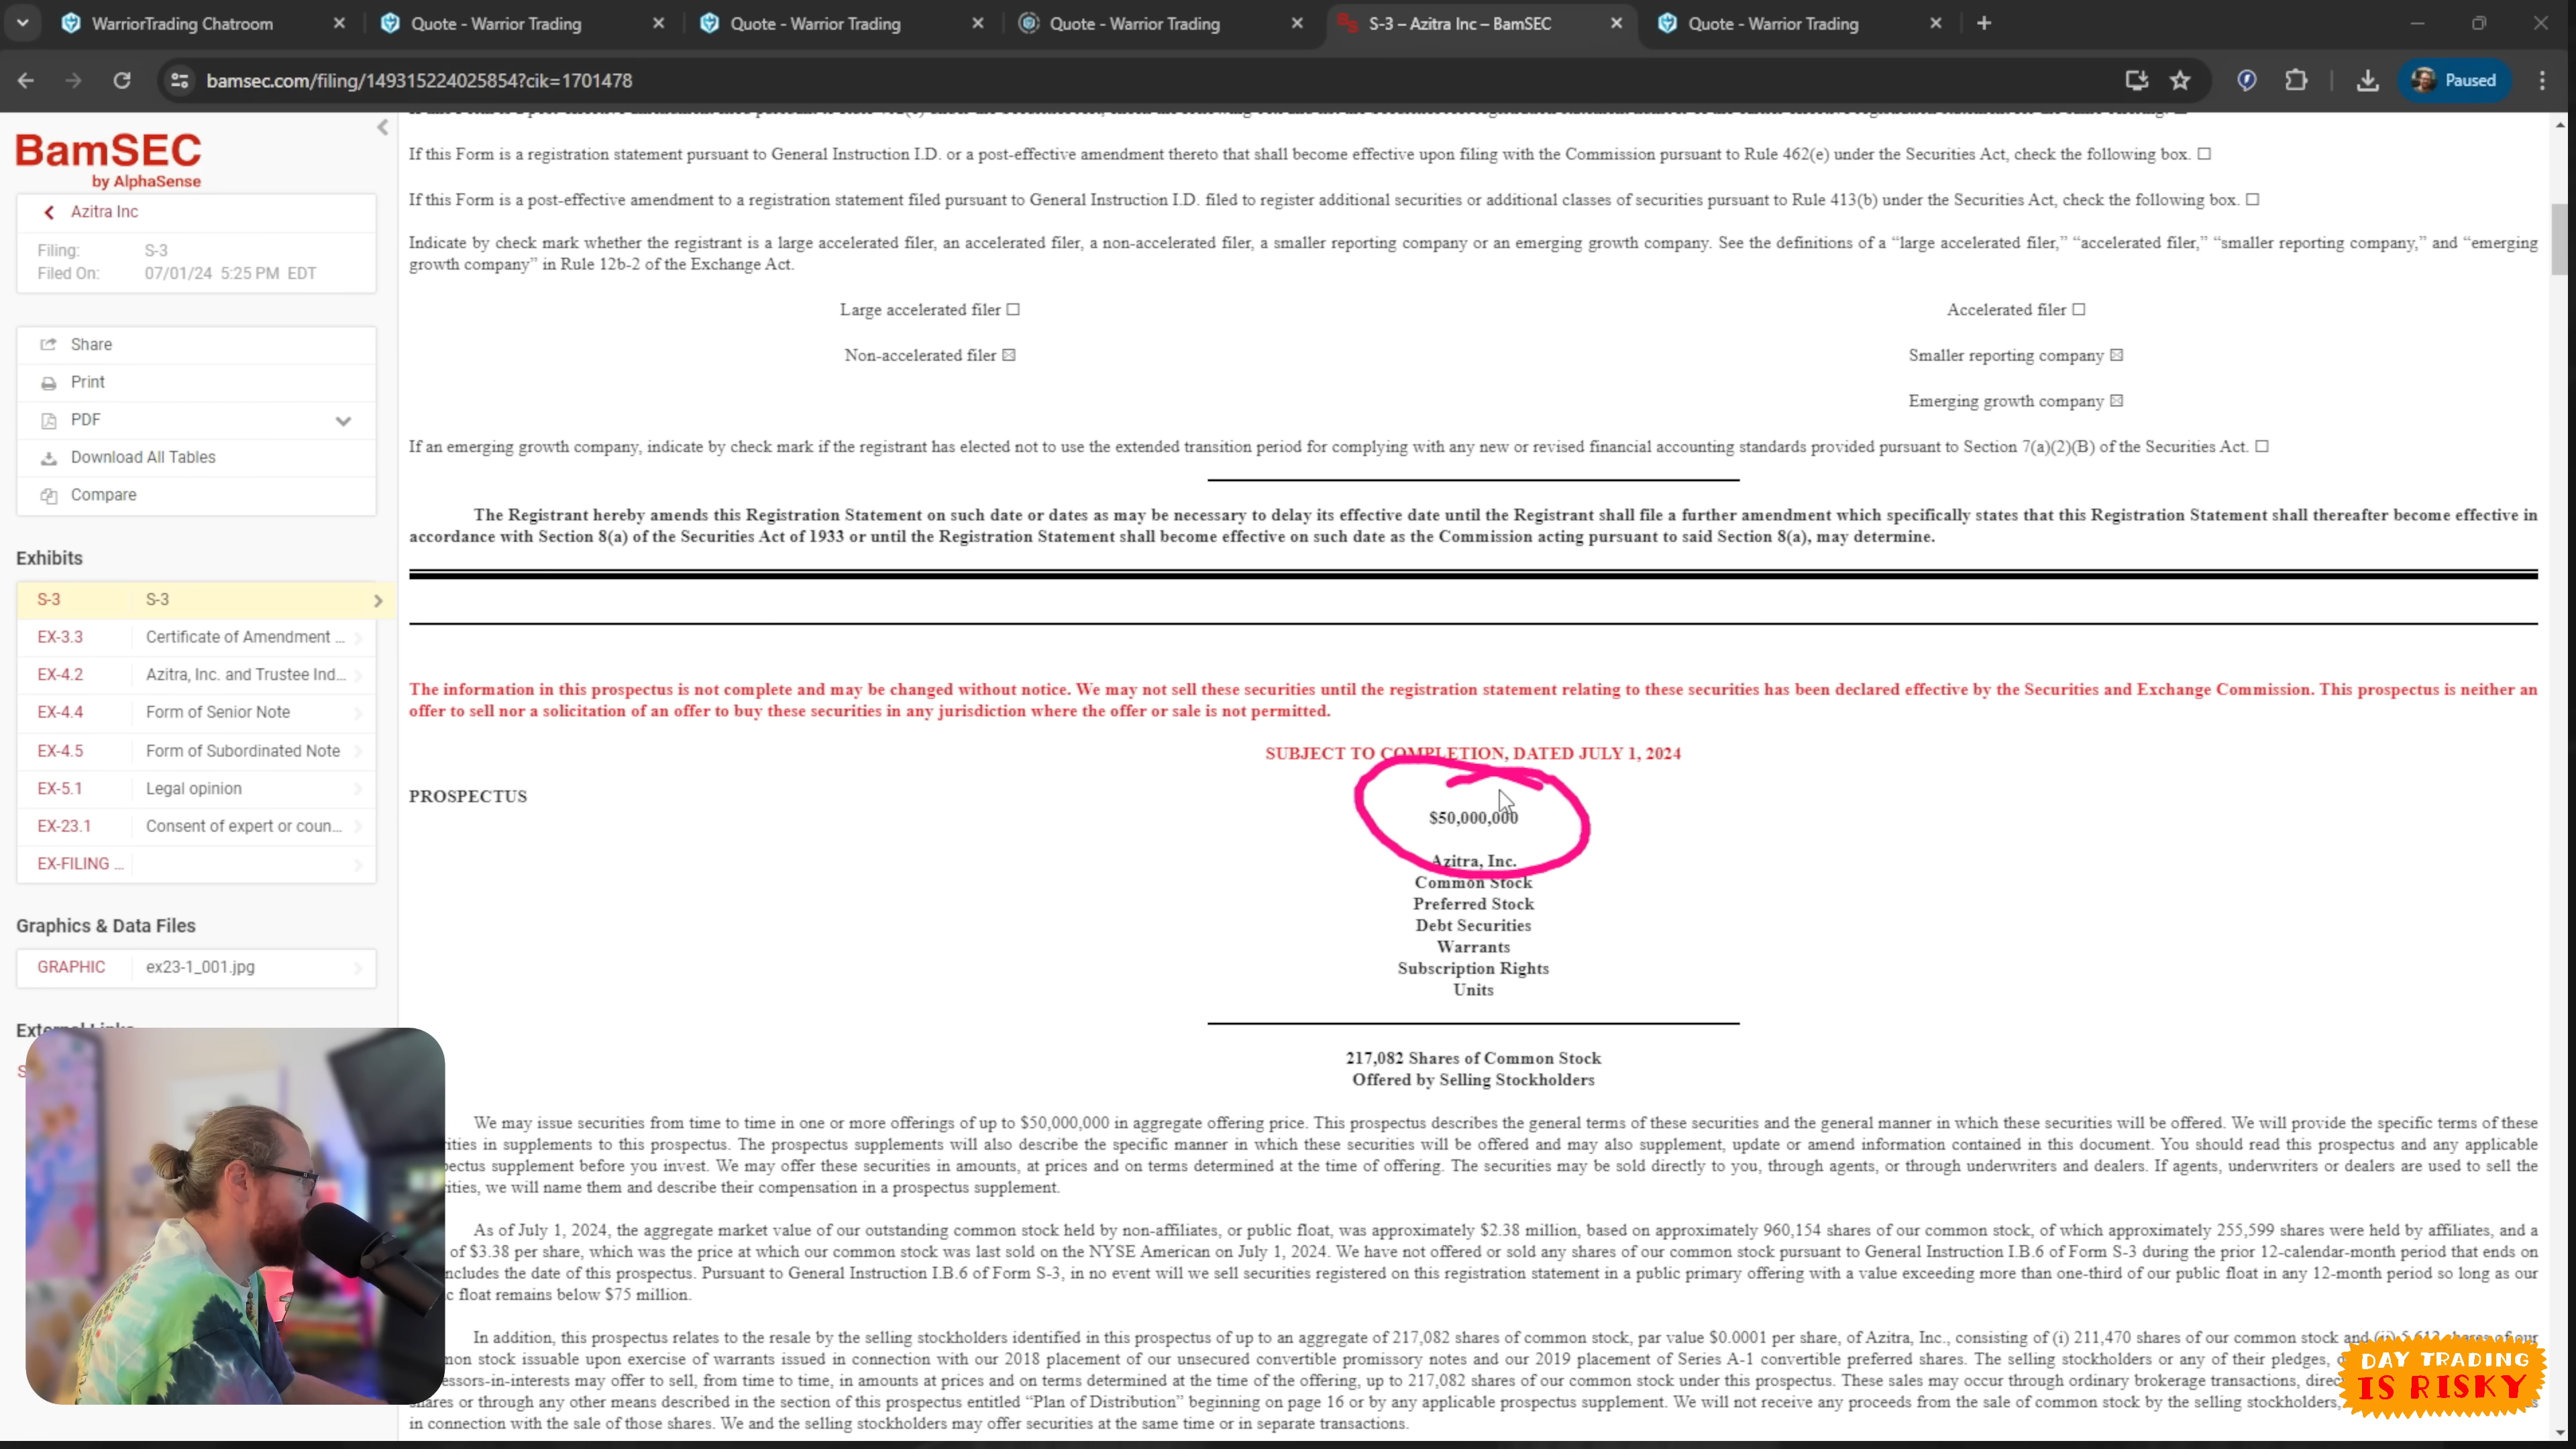 WarriorTrading Chatroom
Quote - Warrior Trading
Quote - Warrior Trading
Quote - Warrior Trading
S-3 – Azitra Inc – BamSEC
Quote - Warrior Trading
bamsec.com/filing/149315224025854?cik=1701478
Paused
BamSEC
by AlphaSense
Azitra Inc
Filing: S-3
Filed On: 07/01/24 5:25 PM EDT
Share
Print
PDF
Download All Tables
Compare
Exhibits
S-3 S-3
EX-3.3 Certificate of Amendment ...
EX-4.2 Azitra, Inc. and Trustee Ind...
EX-4.4 Form of Senior Note
EX-4.5 Form of Subordinated Note
EX-5.1 Legal opinion
EX-23.1 Consent of expert or coun...
EX-FILING ...
Graphics & Data Files
GRAPHIC ex23-1_001.jpg
If this Form is a registration statement pursuant to General Instruction I.D. or a post-effective amendment thereto that shall become effective upon filing with the Commission pursuant to Rule 462(e) under the Securities Act, check the following box. ☐
If this Form is a post-effective amendment to a registration statement filed pursuant to General Instruction I.D. filed to register additional securities or additional classes of securities pursuant to Rule 413(b) under the Securities Act, check the following box. ☐
Indicate by check mark whether the registrant is a large accelerated filer, an accelerated filer, a non-accelerated filer, a smaller reporting company or an emerging growth company. See the definitions of a “large accelerated filer,” “accelerated filer,” “smaller reporting company,” and “emerging
growth company” in Rule 12b-2 of the Exchange Act.
Large accelerated filer ☐ Accelerated filer ☐
Non-accelerated filer ☒ Smaller reporting company ☒
Emerging growth company ☒
If an emerging growth company, indicate by check mark if the registrant has elected not to use the extended transition period for complying with any new or revised financial accounting standards provided pursuant to Section 7(a)(2)(B) of the Securities Act. ☐
The Registrant hereby amends this Registration Statement on such date or dates as may be necessary to delay its effective date until the Registrant shall file a further amendment which specifically states that this Registration Statement shall thereafter become effective in
accordance with Section 8(a) of the Securities Act of 1933 or until the Registration Statement shall become effective on such date as the Commission acting pursuant to said Section 8(a), may determine.
The information in this prospectus is not complete and may be changed without notice. We may not sell these securities until the registration statement relating to these securities has been declared effective by the Securities and Exchange Commission. This prospectus is neither an
offer to sell nor a solicitation of an offer to buy these securities in any jurisdiction where the offer or sale is not permitted.
SUBJECT TO COMPLETION, DATED JULY 1, 2024
PROSPECTUS
$50,000,000
Azitra, Inc.
Common Stock
Preferred Stock
Debt Securities
Warrants
Subscription Rights
Units
217,082 Shares of Common Stock
Offered by Selling Stockholders
We may issue securities from time to time in one or more offerings of up to $50,000,000 in aggregate offering price. This prospectus describes the general terms of these securities and the general manner in which these securities will be offered. We will provide the specific terms of these
in supplements to this prospectus. The prospectus supplements will also describe the specific manner in which these securities will be offered and may also supplement, update or amend information contained in this document. You should read this prospectus and any applicable
supplement before you invest. We may offer these securities in amounts, at prices and on terms determined at the time of offering. The securities may be sold directly to you, through agents, or through underwriters and dealers. If agents, underwriters or dealers are used to sell the
we will name them and describe their compensation in a prospectus supplement.
As of July 1, 2024, the aggregate market value of our outstanding common stock held by non-affiliates, or public float, was approximately $2.38 million, based on approximately 960,154 shares of our common stock, of which approximately 255,599 shares were held by affiliates, and a
of $3.38 per share, which was the price at which our common stock was last sold on the NYSE American on July 1, 2024. We have not offered or sold any shares of our common stock pursuant to General Instruction I.B.6 of Form S-3 during the prior 12-calendar-month period that ends on
includes the date of this prospectus. Pursuant to General Instruction I.B.6 of Form S-3, in no event will we sell securities registered on this registration statement in a public primary offering with a value exceeding more than one-third of our public float in any 12-month period so long as our
float remains below $75 million.
In addition, this prospectus relates to the resale by the selling stockholders identified in this prospectus of up to an aggregate of 217,082 shares of common stock, par value $0.0001 per share, of Azitra, Inc., consisting of (i) 211,470 shares of our common stock and
stock issuable upon exercise of warrants issued in connection with our 2018 placement of our unsecured convertible promissory notes and our 2019 placement of Series A-1 convertible preferred shares. The selling stockholders or any of their pledges,
may offer to sell, from time to time, in amounts at prices and on terms determined at the time of the offering, up to 217,082 shares of our common stock under this prospectus. These sales may occur through ordinary brokerage transactions,
shares or through any other means described in the section of this prospectus entitled “Plan of Distribution” beginning on page 16 or by any applicable prospectus supplement. We will not receive any proceeds from the sale of common stock by the selling stockholders,
in connection with the sale of those shares. We and the selling stockholders may offer securities at the same time or in separate transactions.
DAY TRADING
IS RISKY